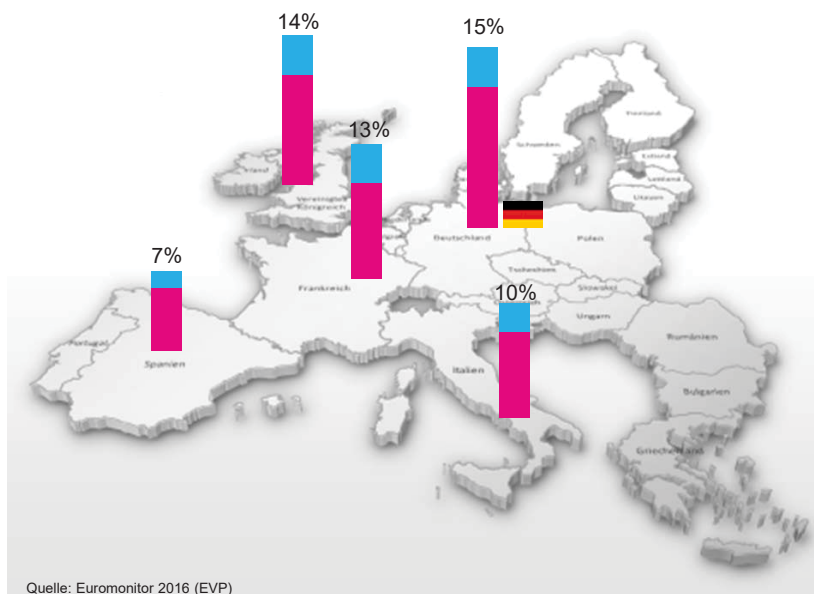 14%
15%
13%
7%
10%
Finnland
Schweden
Estland
Lettland
Litauen
Irland
Vereinigtes
Königreich
Deutschland
Polen
Tschechien
Slowakei
Frankreich
Ungarn
Rumänien
Portugal
Spanien
Italien
Bulgarien
Griechenland
Quelle: Euromonitor 2016 (EVP)